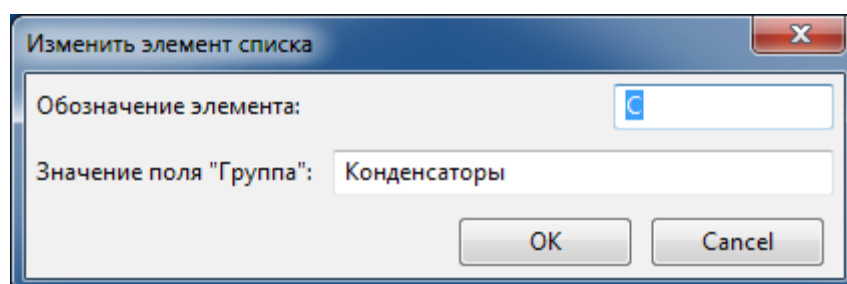 Изменить элемент списка
Обозначение элемента: C
Значение поля "Группа": Конденсаторы
OK Cancel